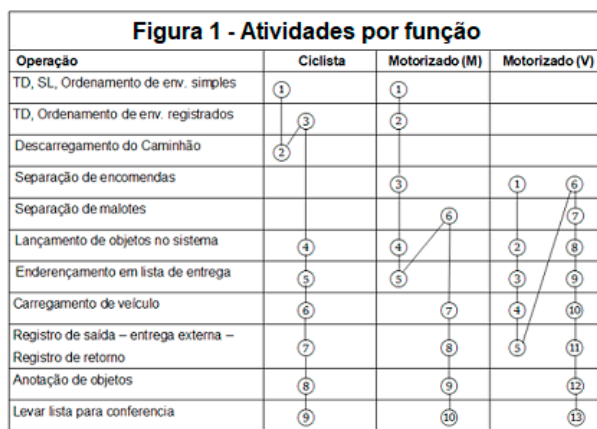 Figura 1 - Atividades por função
Operação Ciclista Motorizado (M) Motorizado (V)
TD, SL, Ordenamento de env. simples 1 1
TD, Ordenamento de env. registrados 3 2
Descarregamento do Caminhão 2
Separação de encomendas 3 1 6
Separação de malotes 6 7
Lançamento de objetos no sistema 4 4 2 8
Enderençamento em lista de entrega 5 5 3 9
Carregamento de veículo 6 7 4 10
Registro de saída – entrega externa –
Registro de retorno 7 8 5 11
Anotação de objetos 8 9 12
Levar lista para conferencia 9 10 13